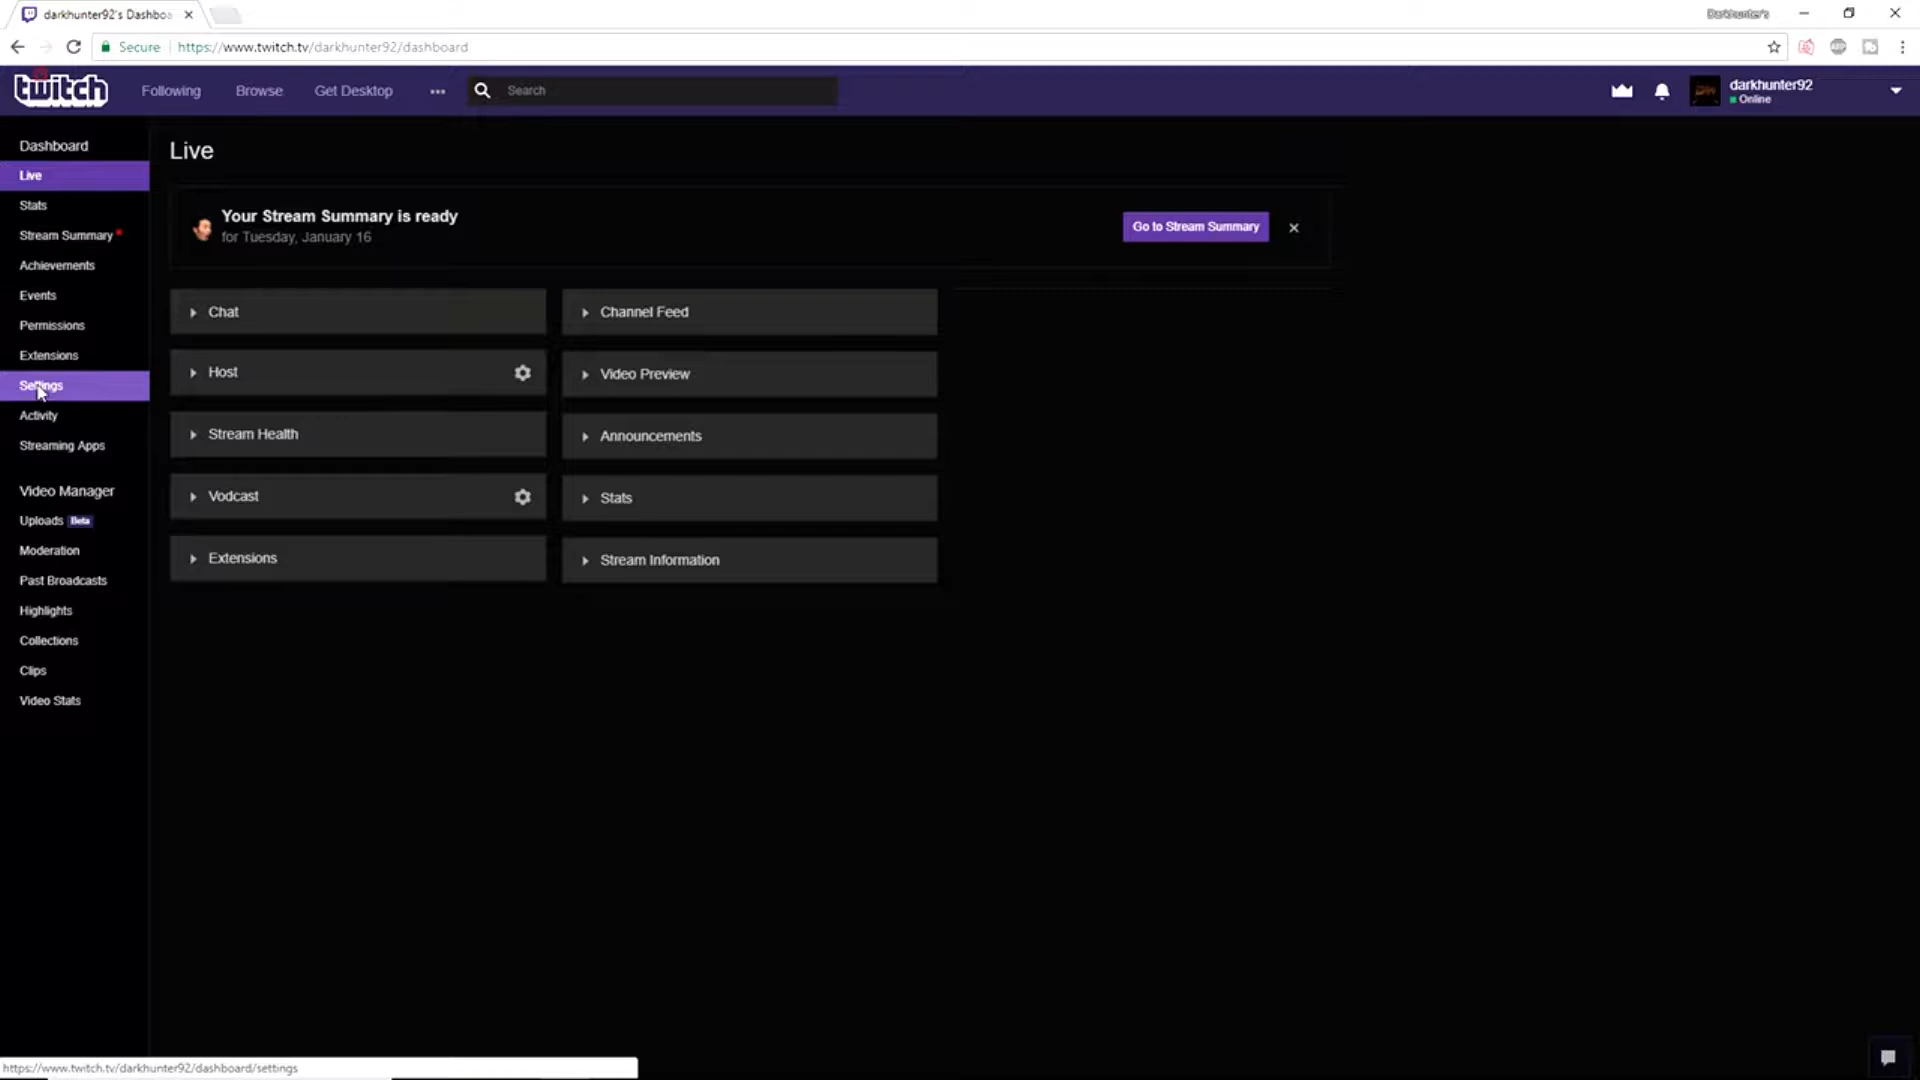 darkhunter92's Dashboa
Darkhunter's
Secure https://www.twitch.tv/darkhunter92/dashboard
twitch Following Browse Get Desktop ••• Search darkhunter92
Online
Dashboard
Live
Stats
Stream Summary
Achievements
Events
Permissions
Extensions
Settings
Activity
Streaming Apps
Video Manager
Uploads Beta
Moderation
Past Broadcasts
Highlights
Collections
Clips
Video Stats
Live
Your Stream Summary is ready
for Tuesday, January 16
Go to Stream Summary
Chat
Host
Stream Health
Vodcast
Extensions
Channel Feed
Video Preview
Announcements
Stats
Stream Information
https://www.twitch.tv/darkhunter92/dashboard/settings